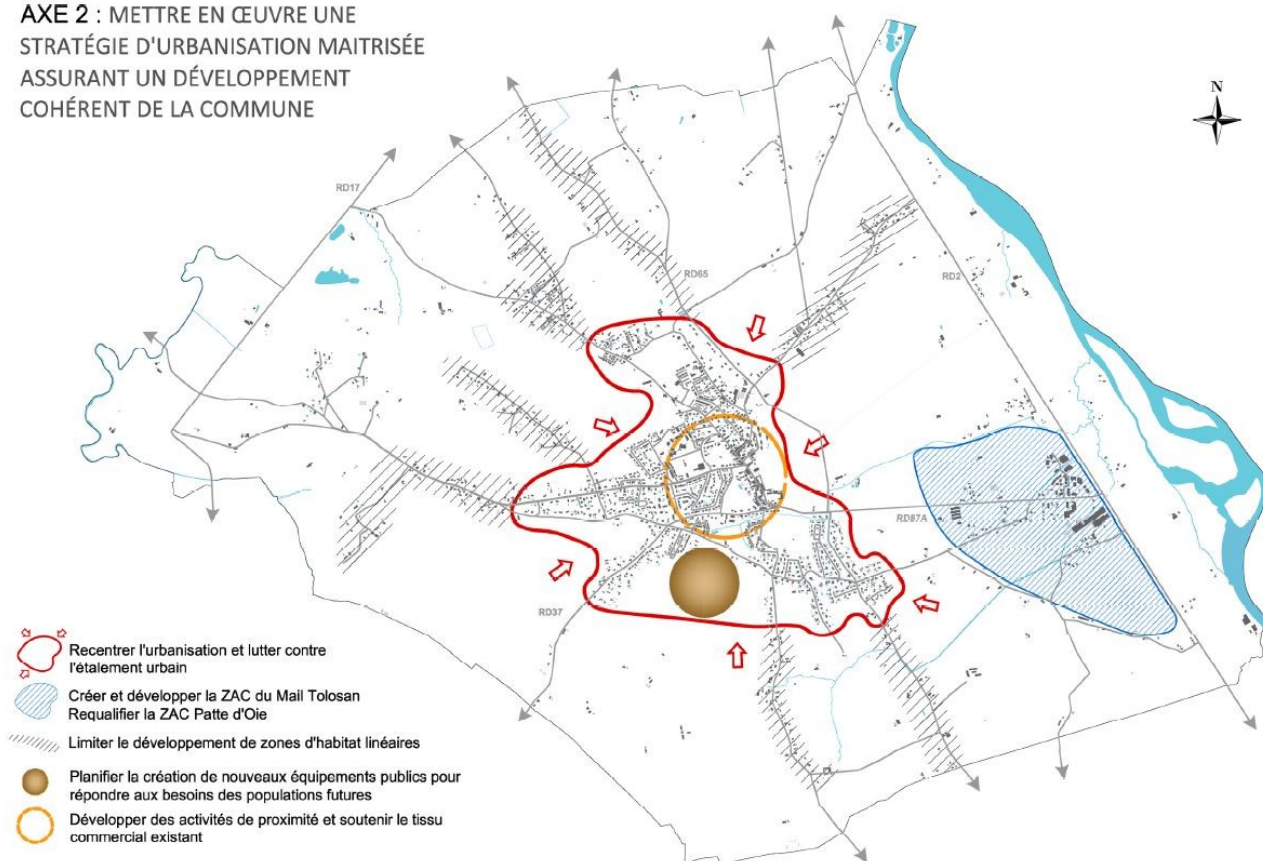 AXE 2 : METTRE EN ŒUVRE UNE
STRATÉGIE D'URBANISATION MAITRISÉE
ASSURANT UN DÉVELOPPEMENT
COHÉRENT DE LA COMMUNE
N
RD17
RD65
RD2
RD87A
RD37
Recentrer l'urbanisation et lutter contre
l'étalement urbain
Créer et développer la ZAC du Mail Tolosan
Requalifier la ZAC Patte d'Oie
Limiter le développement de zones d'habitat linéaires
Planifier la création de nouveaux équipements publics pour
répondre aux besoins des populations futures
Développer des activités de proximité et soutenir le tissu
commercial existant